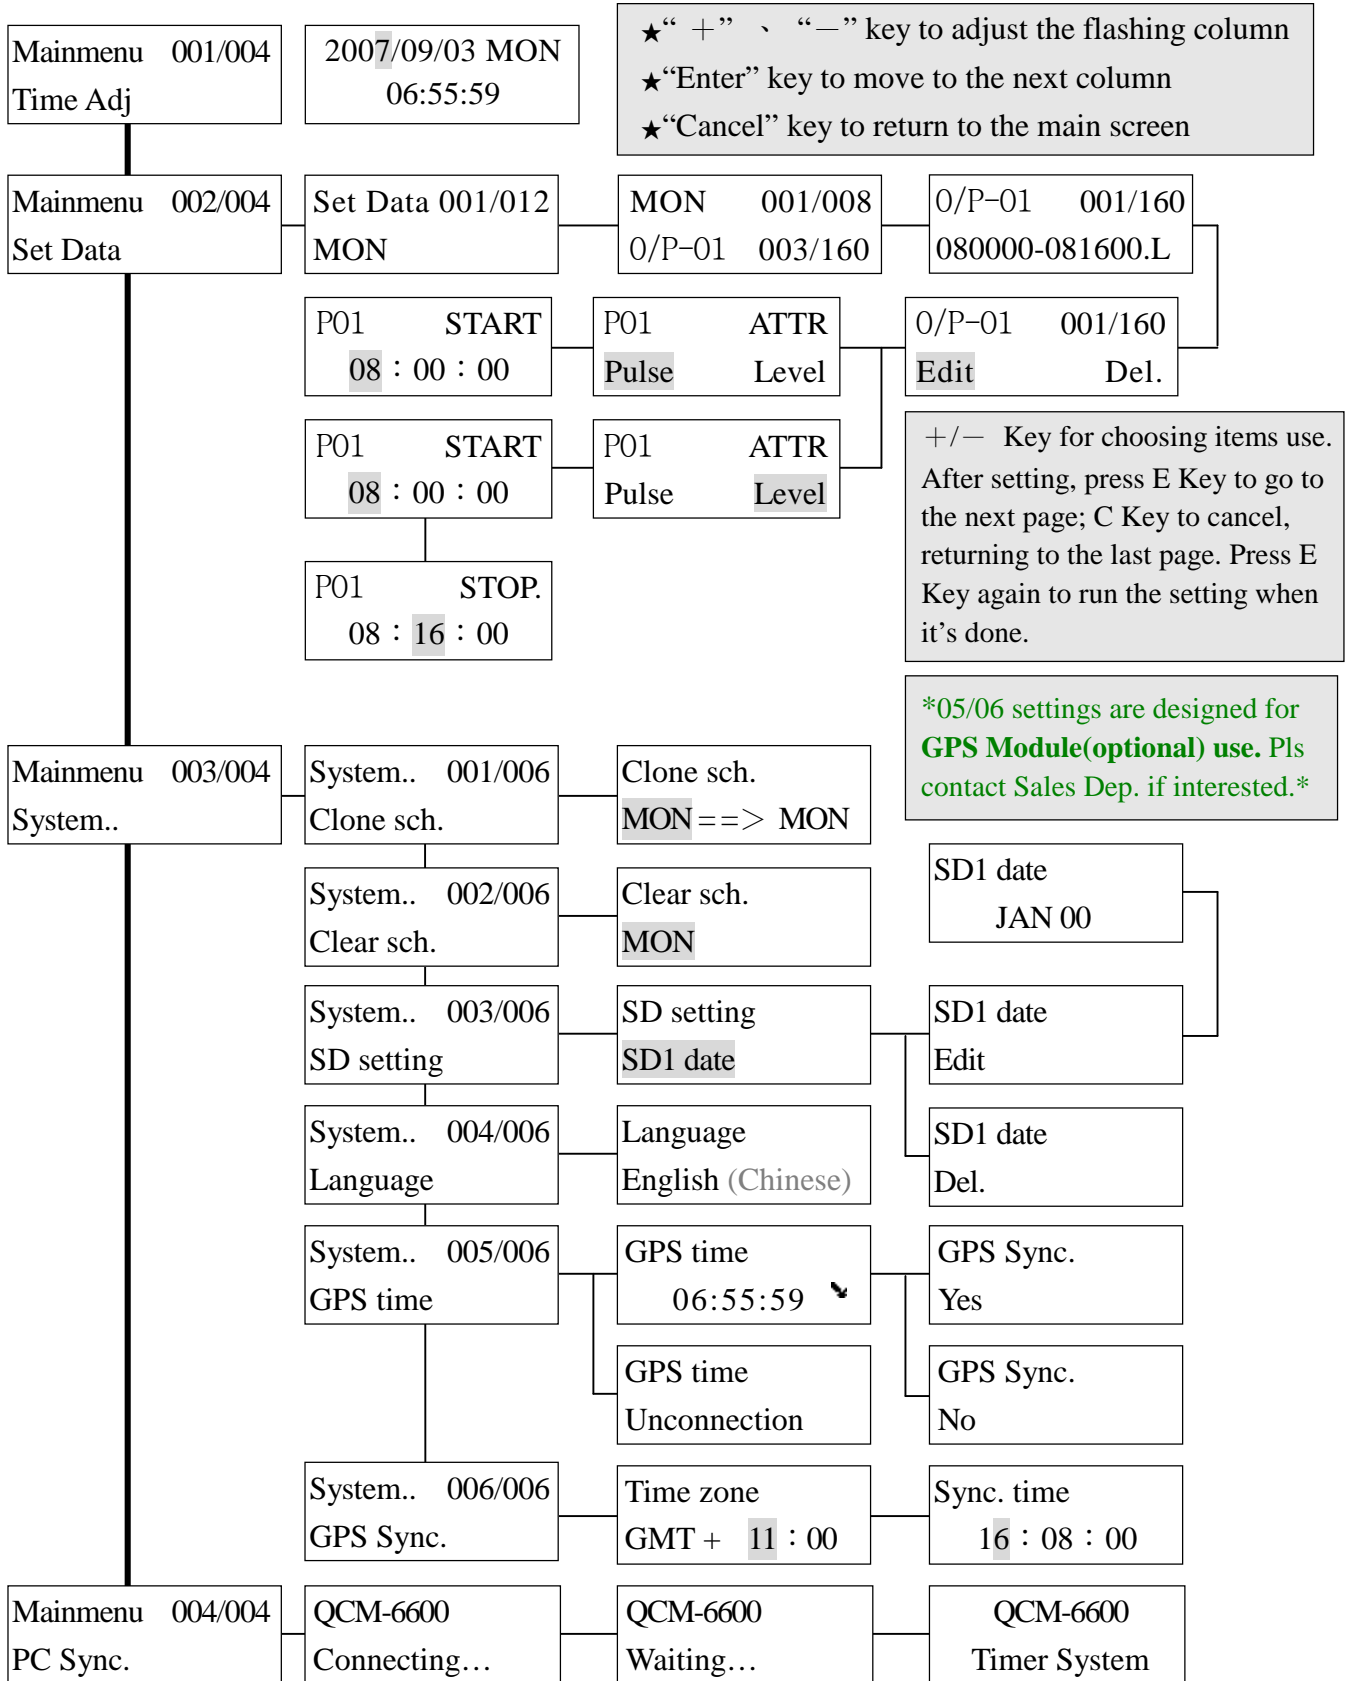 Mainmenu 001/004
Time Adj
2007/09/03 MON
06:55:59
★“ ＋” 、 “－” key to adjust the flashing column
★“Enter” key to move to the next column
★“Cancel” key to return to the main screen
Mainmenu 002/004
Set Data
Set Data 001/012
MON
MON 001/008
O/P-01 003/160
O/P-01 001/160
080000-081600.L
P01 START
08：00：00
P01 ATTR
Pulse Level
O/P-01 001/160
Edit Del.
P01 START
08：00：00
P01 ATTR
Pulse Level
＋/－ Key for choosing items use.
After setting, press E Key to go to
the next page; C Key to cancel,
returning to the last page. Press E
Key again to run the setting when
it’s done.
P01 STOP.
08：16：00
*05/06 settings are designed for
GPS Module(optional) use. Pls
contact Sales Dep. if interested.*
Mainmenu 003/004
System..
System.. 001/006
Clone sch.
Clone sch.
MON==> MON
System.. 002/006
Clear sch.
Clear sch.
MON
SD1 date
JAN 00
System.. 003/006
SD setting
SD setting
SD1 date
SD1 date
Edit
System.. 004/006
Language
Language
English (Chinese)
SD1 date
Del.
System.. 005/006
GPS time
GPS time
06:55:59
GPS Sync.
Yes
GPS time
Unconnection
GPS Sync.
No
System.. 006/006
GPS Sync.
Time zone
GMT + 11：00
Sync. time
16：08：00
Mainmenu 004/004
PC Sync.
QCM-6600
Connecting…
QCM-6600
Waiting…
QCM-6600
Timer System